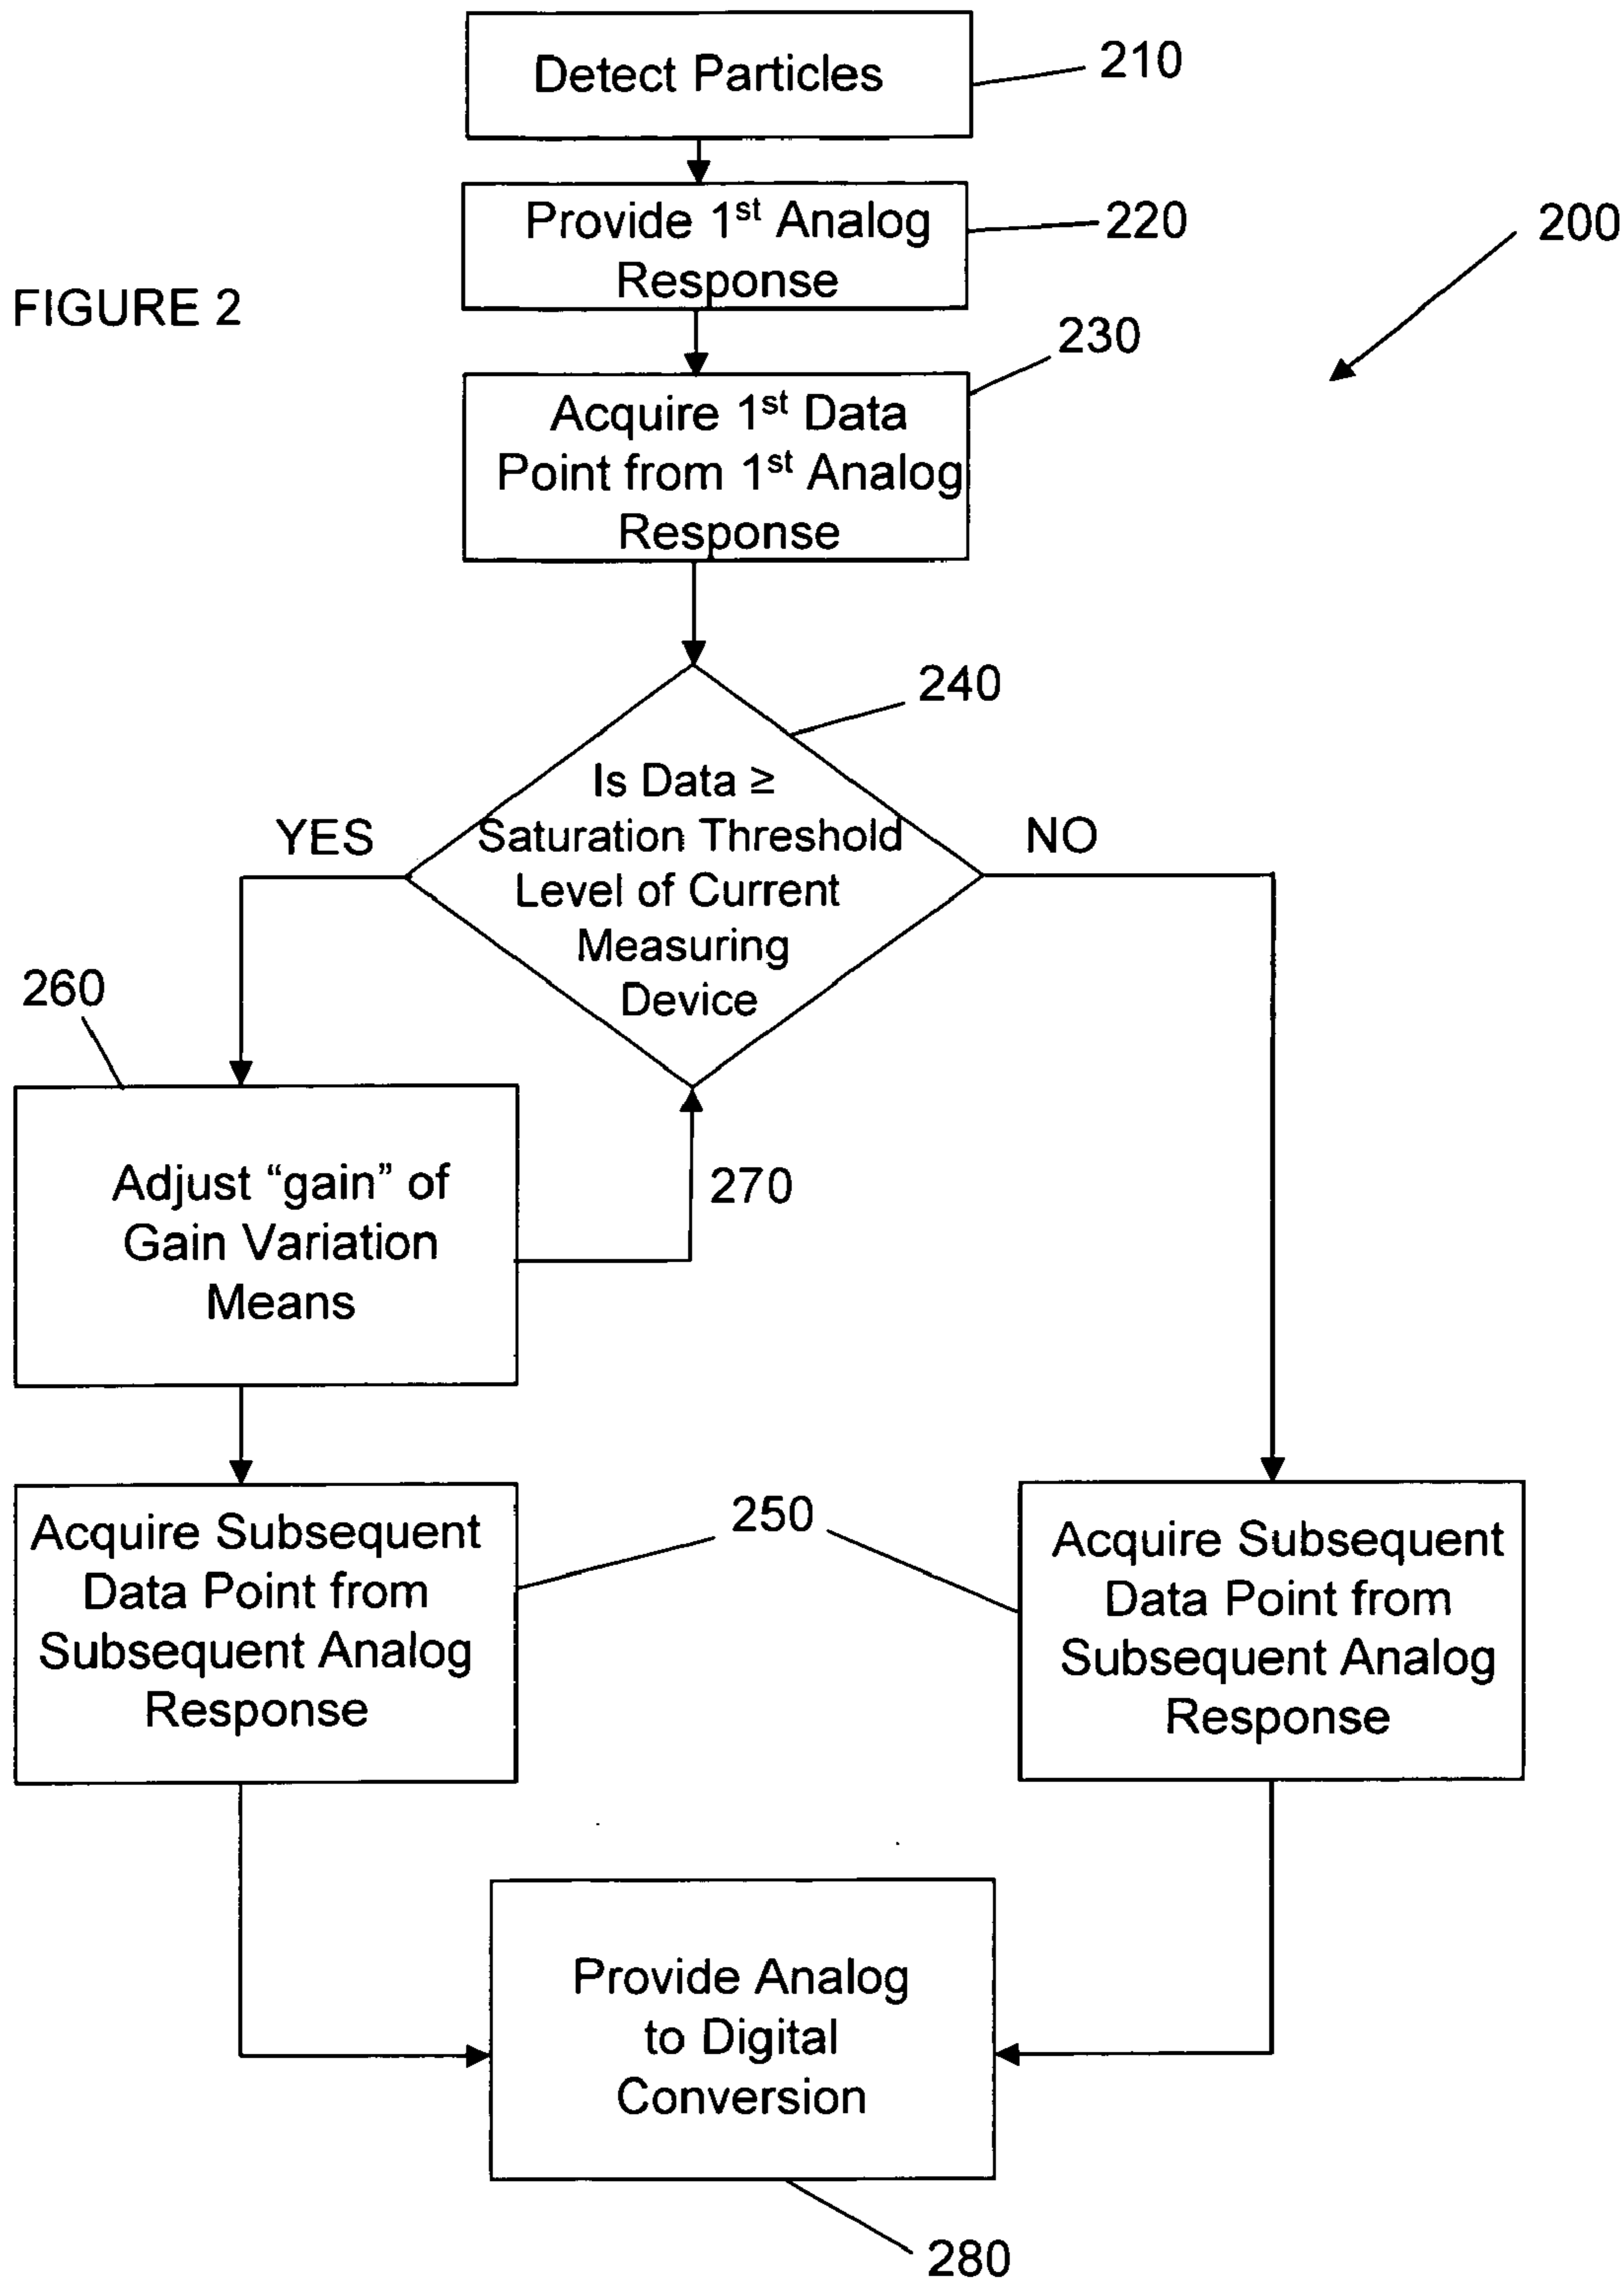 Detect Particles
210
Provide 1st Analog
Response
220
200
FIGURE 2
230
Acquire 1st Data
Point from 1st Analog
Response
240
Is Data ≥
Saturation Threshold
Level of Current
Measuring
Device
YES
NO
260
Adjust “gain” of
Gain Variation
Means
270
Acquire Subsequent
Data Point from
Subsequent Analog
Response
250
Acquire Subsequent
Data Point from
Subsequent Analog
Response
Provide Analog
to Digital
Conversion
280